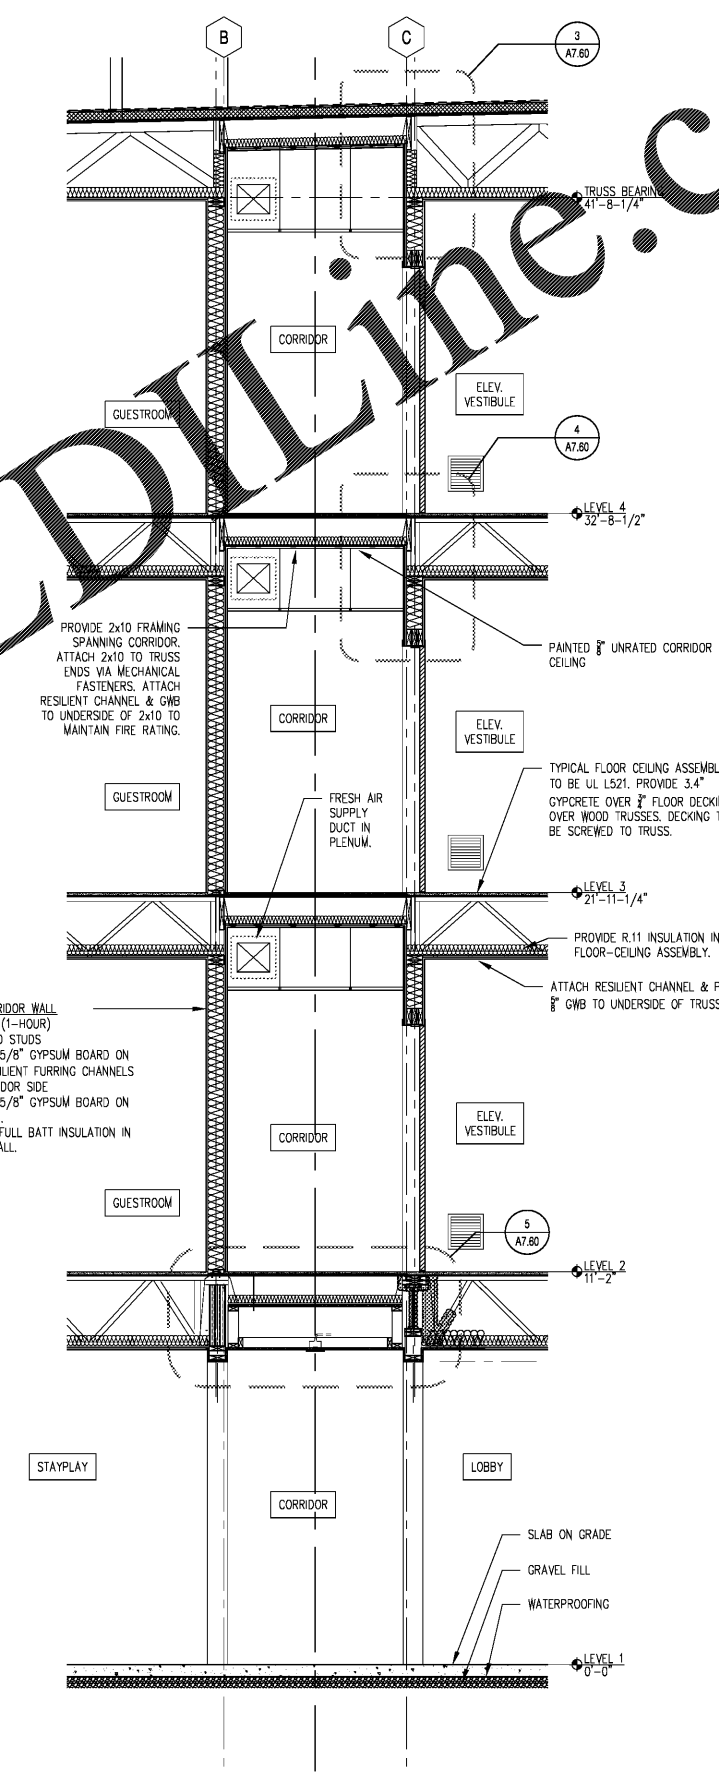 B
C
3
A7.60
TRUSS BEARING
41'-8-1/4"
CORRIDOR
GUESTROOM
ELEV.
VESTIBULE
4
A7.60
LEVEL 4
32'-8-1/2"
DILine.c
PROVIDE 2x10 FRAMING
SPANNING CORRIDOR.
ATTACH 2x10 TO TRUSS
ENDS VIA MECHANICAL
FASTENERS. ATTACH
RESILIENT CHANNEL & GWB
TO UNDERSIDE OF 2x10 TO
MAINTAIN FIRE RATING.
PAINTED 5/8" UNRATED CORRIDOR
CEILING
CORRIDOR
ELEV.
VESTIBULE
GUESTROOM
FRESH AIR
SUPPLY
DUCT IN
PLENUM.
TYPICAL FLOOR CEILING ASSEMBL
TO BE UL L521. PROVIDE 3.4"
GYPCRETE OVER 3/4" FLOOR DECKI
OVER WOOD TRUSSES. DECKING T
BE SCREWED TO TRUSS.
LEVEL 3
21'-11-1/4"
PROVIDE R.11 INSULATION IN
FLOOR-CEILING ASSEMBLY.
ATTACH RESILIENT CHANNEL & P
5/8" GWB TO UNDERSIDE OF TRUSS
RIDOR WALL
(1-HOUR)
STUDS
5/8" GYPSUM BOARD ON
LIENT FURRING CHANNELS
DOR SIDE
5/8" GYPSUM BOARD ON
FULL BATT INSULATION IN
ALL.
CORRIDOR
ELEV.
VESTIBULE
GUESTROOM
5
A7.60
LEVEL 2
11'-2"
STAYPLAY
LOBBY
CORRIDOR
SLAB ON GRADE
GRAVEL FILL
WATERPROOFING
LEVEL 1
0'-0"